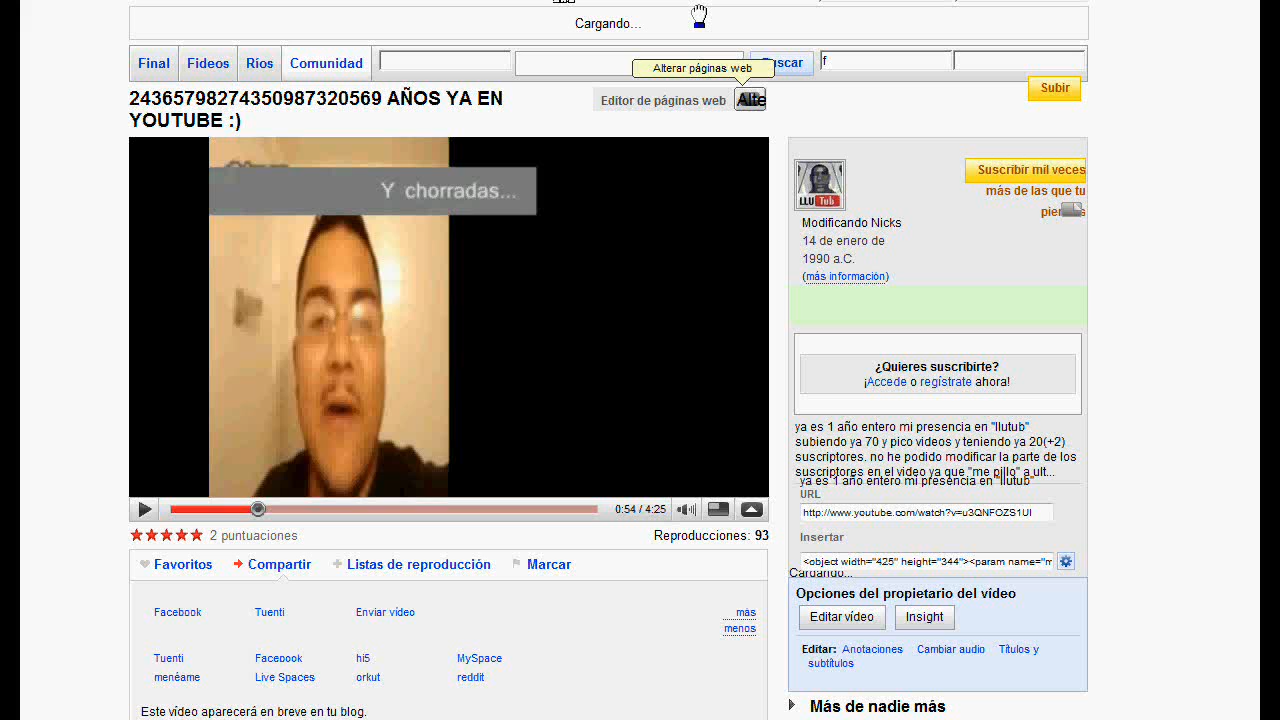 Cargando...
Final
Fideos
Ríos
Comunidad
Buscar
f
Alterar páginas web
Editor de páginas web
Alte
Subir
24365798274350987320569 AÑOS YA EN
YOUTUBE :)
Y chorradas...
LLU Tub
Suscribir mil veces
más de las que tu
Modificando Nicks
14 de enero de
1990 a.C.
(más información)
¿Quieres suscribirte?
¡Accede o regístrate ahora!
ya es 1 año entero mi presencia en "llutub"
subiendo ya 70 y pico videos y teniendo ya 20(+2)
suscriptores. no he podido modificar la parte de los
suscriptores en el video ya que "me pillo" a ult...
ya es 1 año entero mi presencia en "llutub"
URL
http://www.youtube.com/watch?v=u3QNFOZS1UI
Insertar
<object width="425" height="344"><param name="m
Cargando...
0:54 / 4:25
2 puntuaciones
Reproducciones: 93
Favoritos
Compartir
Listas de reproducción
Marcar
Facebook
Tuenti
Enviar vídeo
más
menos
Tuenti
Facebook
hi5
MySpace
menéame
Live Spaces
orkut
reddit
Este vídeo aparecerá en breve en tu blog.
Opciones del propietario del vídeo
Editar vídeo
Insight
Editar: Anotaciones Cambiar audio Títulos y
subtítulos
Más de nadie más